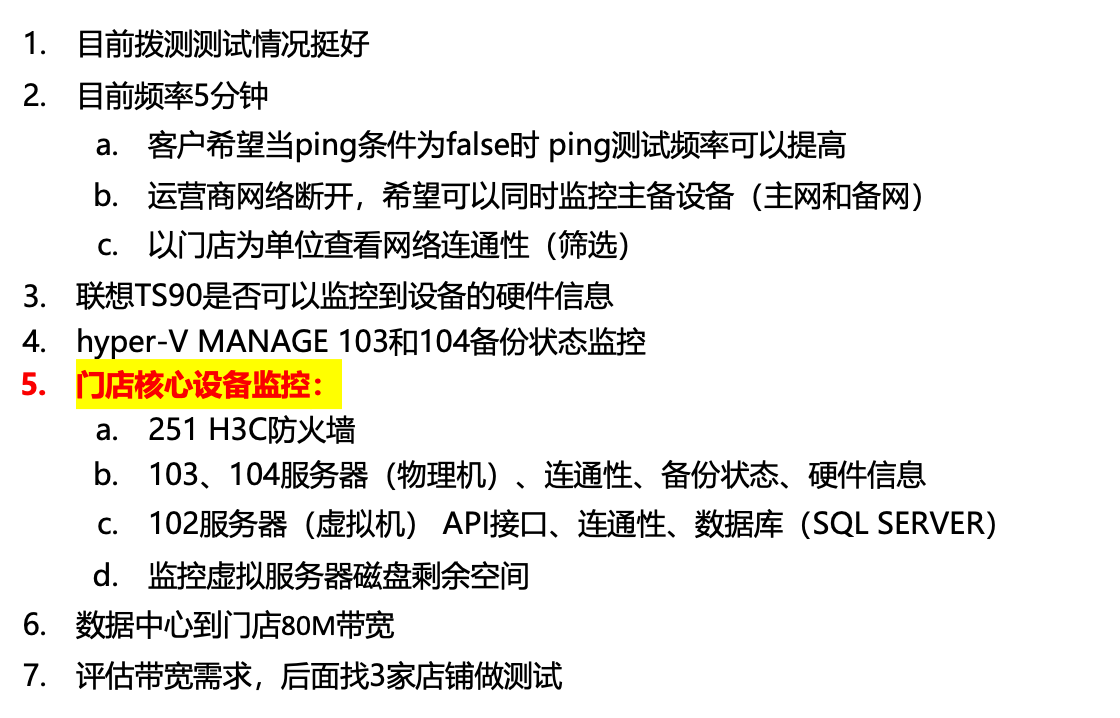 1. 目前拨测测试情况挺好
2. 目前频率5分钟
a. 客户希望当ping条件为false时 ping测试频率可以提高
b. 运营商网络断开，希望可以同时监控主备设备（主网和备网）
c. 以门店为单位查看网络连通性（筛选）
3. 联想TS90是否可以监控到设备的硬件信息
4. hyper-V MANAGE 103和104备份状态监控
5. 门店核心设备监控：
a. 251 H3C防火墙
b. 103、104服务器（物理机）、连通性、备份状态、硬件信息
c. 102服务器（虚拟机） API接口、连通性、数据库（SQL SERVER）
d. 监控虚拟服务器磁盘剩余空间
6. 数据中心到门店80M带宽
7. 评估带宽需求，后面找3家店铺做测试